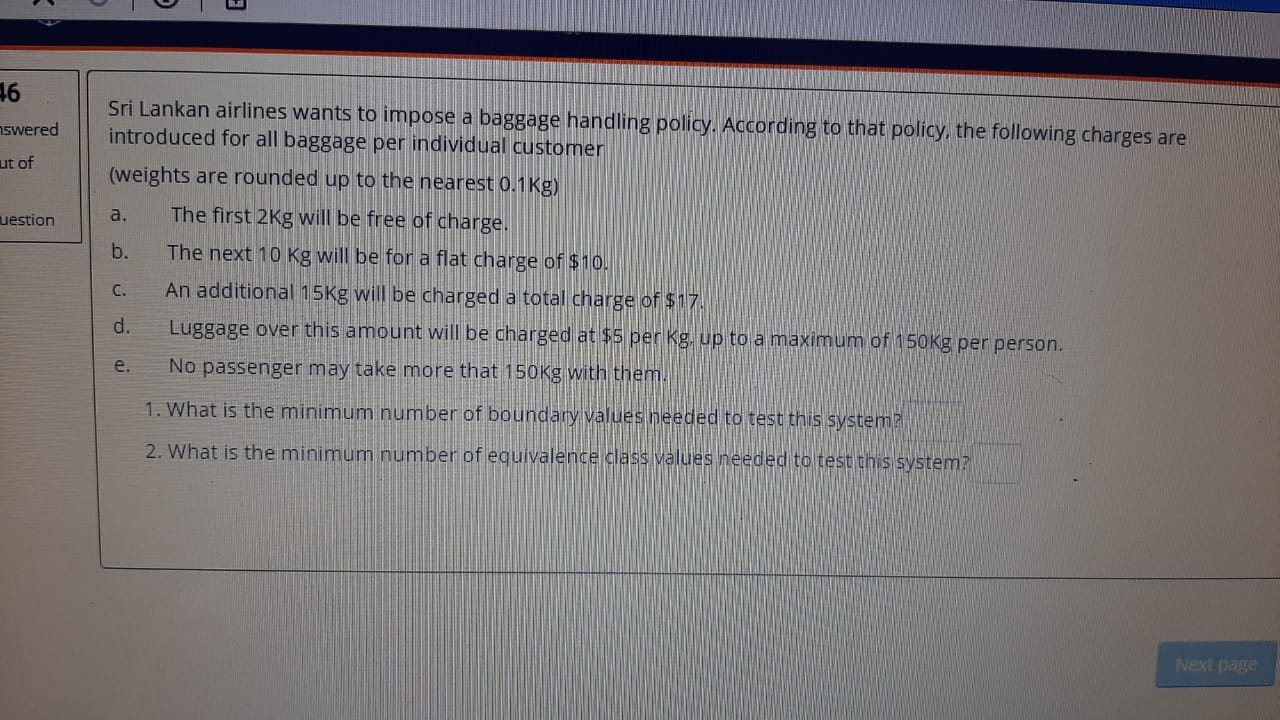 46
nswered
ut of
uestion
Sri Lankan airlines wants to impose a baggage handling policy. According to that policy, the following charges are
introduced for all baggage per individual customer
(weights are rounded up to the nearest 0.1Kg)
a. The first 2Kg will be free of charge.
b. The next 10 Kg will be for a flat charge of $10.
c. An additional 15Kg will be charged a total charge of $17.
d. Luggage over this amount will be charged at $5 per Kg, up to a maximum of 150Kg per person.
e. No passenger may take more that 150Kg with them.
1. What is the minimum number of boundary values needed to test this system?
2. What is the minimum number of equivalence class values needed to test this system?
Next page